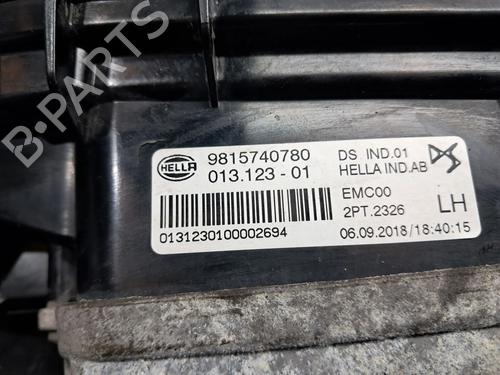 B-PARTS
HELLA
9815740780
013.123-01
DS IND.01
HELLA IND.AB
DS
EMC00
2PT.2326
LH
0131230100002694
06.09.2018/18:40:15